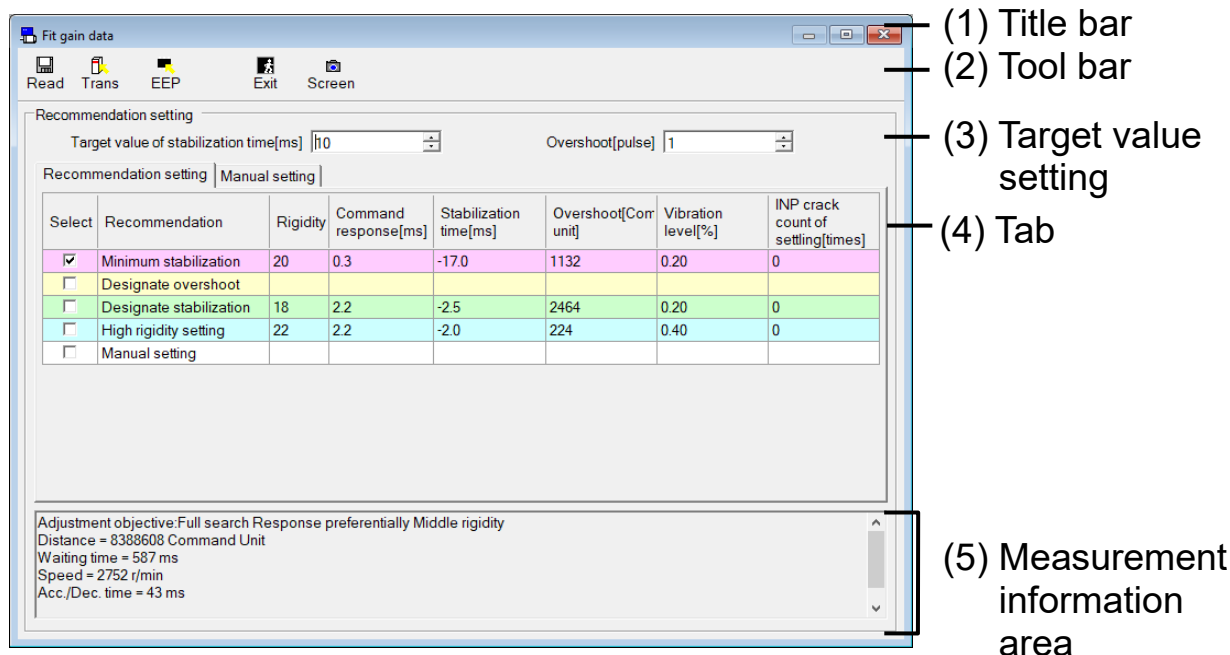 Fit gain data
(1) Title bar
Read Trans EEP Exit Screen
(2) Tool bar
Recommendation setting
Target value of stabilization time[ms] 10 Overshoot[pulse] 1
(3) Target value
setting
Recommendation setting Manual setting
Select Recommendation Rigidity Command
response[ms] Stabilization
time[ms] Overshoot[Com
unit] Vibration
level[%] INP crack
count of
settling[times]
(4) Tab
Minimum stabilization 20 0.3 -17.0 1132 0.20 0
Designate overshoot
Designate stabilization 18 2.2 -2.5 2464 0.20 0
High rigidity setting 22 2.2 -2.0 224 0.40 0
Manual setting
Adjustment objective:Full search Response preferentially Middle rigidity
Distance = 8388608 Command Unit
Waiting time = 587 ms
Speed = 2752 r/min
Acc./Dec. time = 43 ms
(5) Measurement
information
area